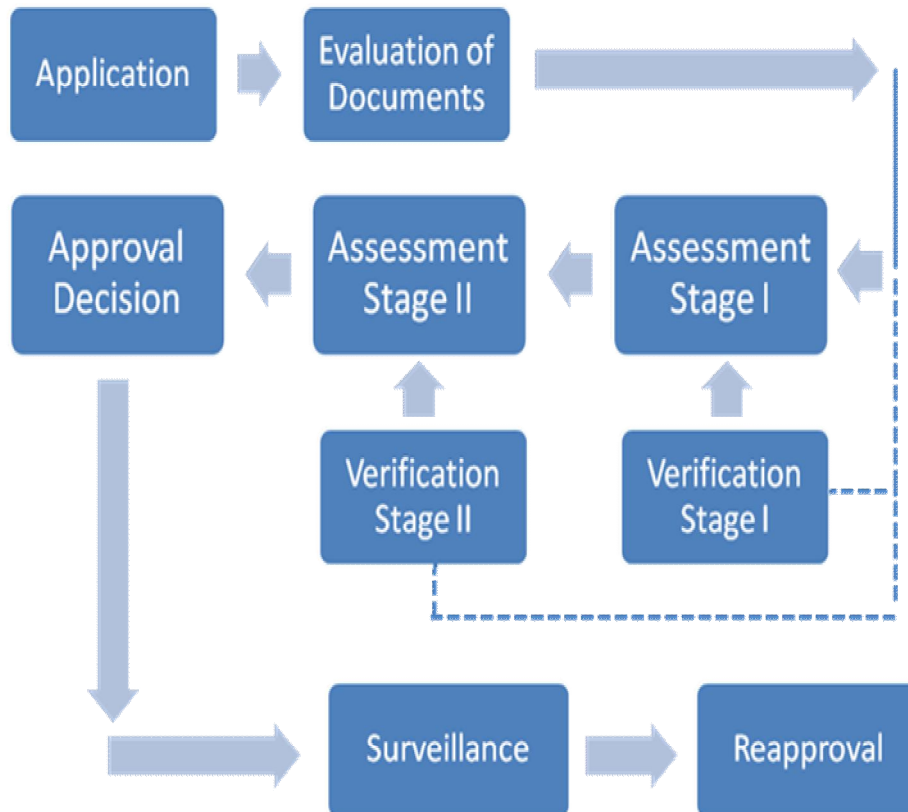 Application
Evaluation of
Documents
Approval
Decision
Assessment
Stage II
Assessment
Stage I
Verification
Stage II
Verification
Stage I
Surveillance
Reapproval